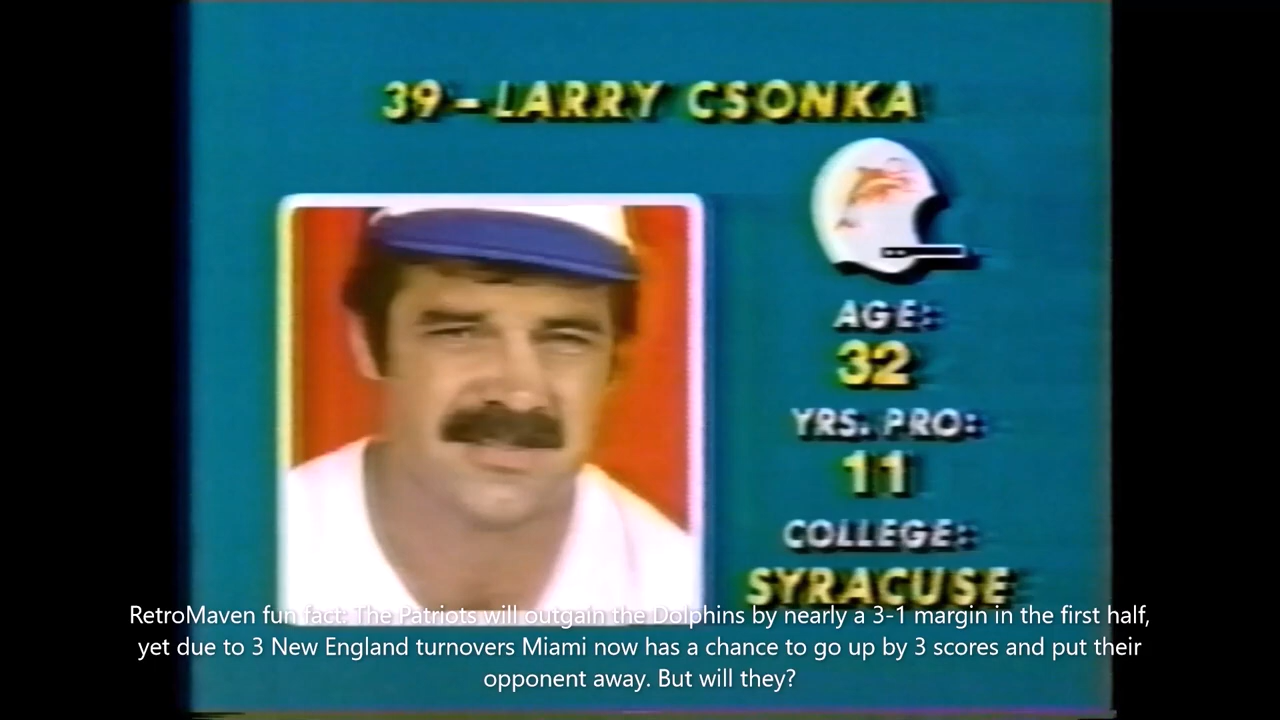 39-LARRY CSONKA
AGE:
32
YRS. PRO:
11
COLLEGE:
SYRACUSE
RetroMaven fun fact: The Patriots will outgain the Dolphins by nearly a 3-1 margin in the first half,
yet due to 3 New England turnovers Miami now has a chance to go up by 3 scores and put their
opponent away. But will they?